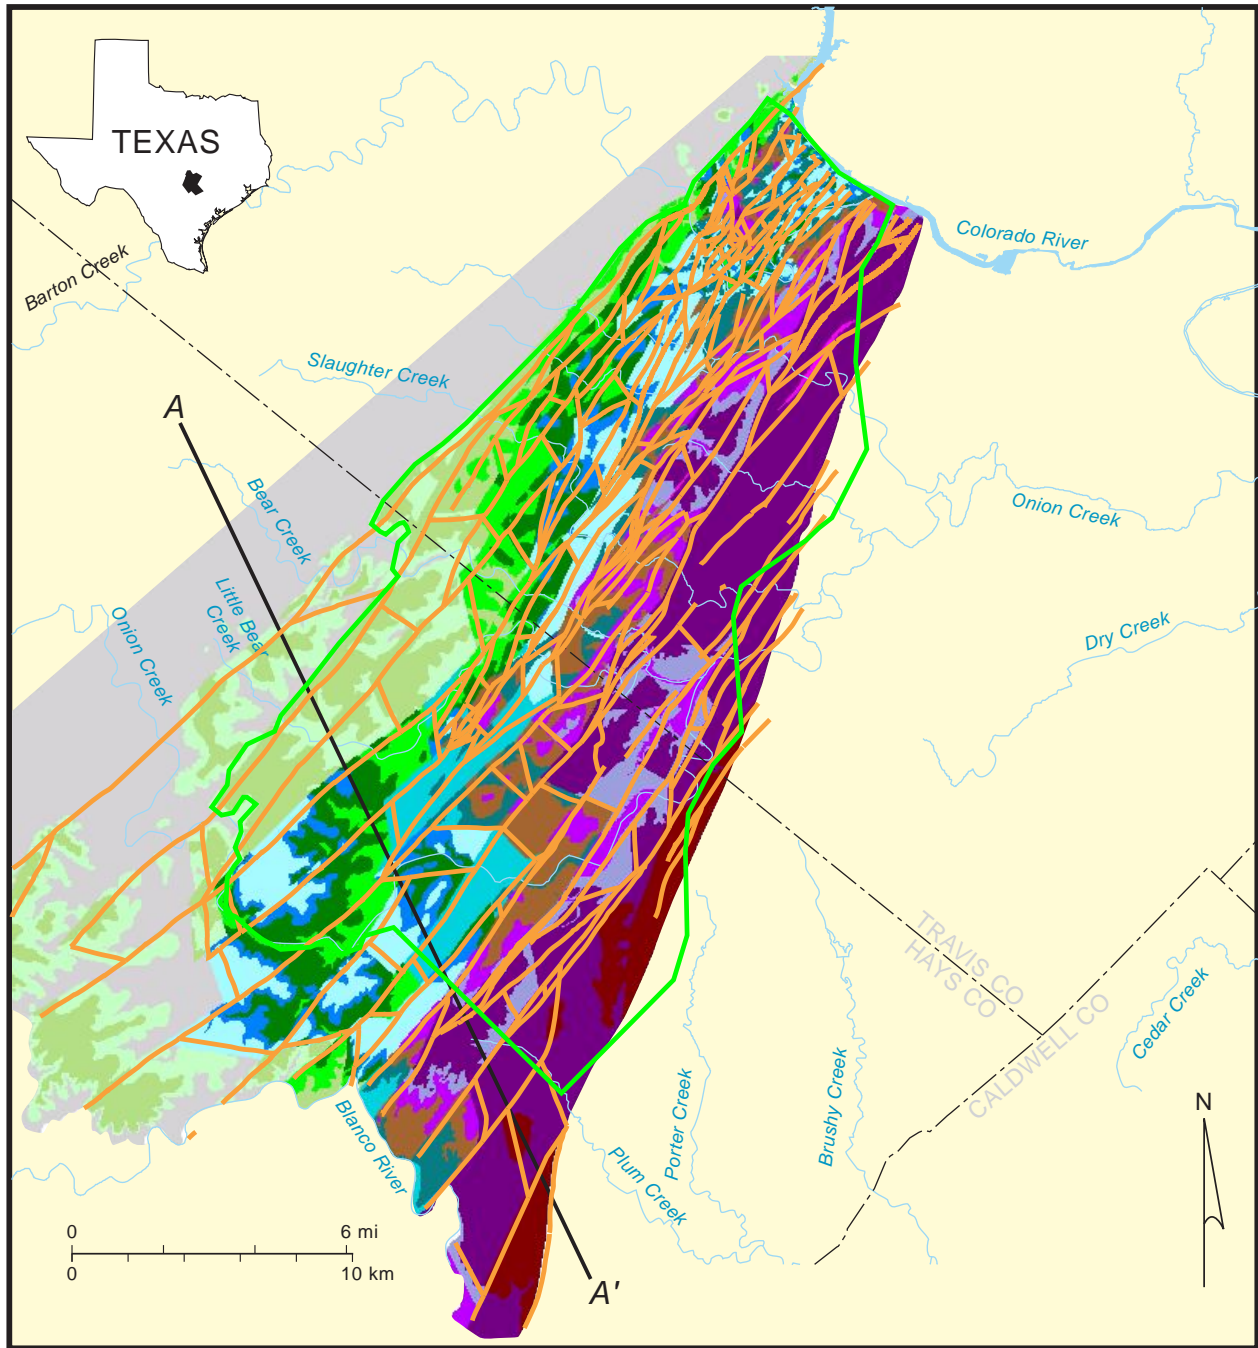 TEXAS
Barton Creek
Colorado River
Slaughter Creek
A
Bear Creek
Little Bear
Creek
Onion Creek
Onion Creek
Dry Creek
TRAVIS CO
HAYS CO
CALDWELL CO
Cedar Creek
Blanco River
Plum Creek
Porter Creek
Brushy Creek
N
0 6 mi
0 10 km
A'